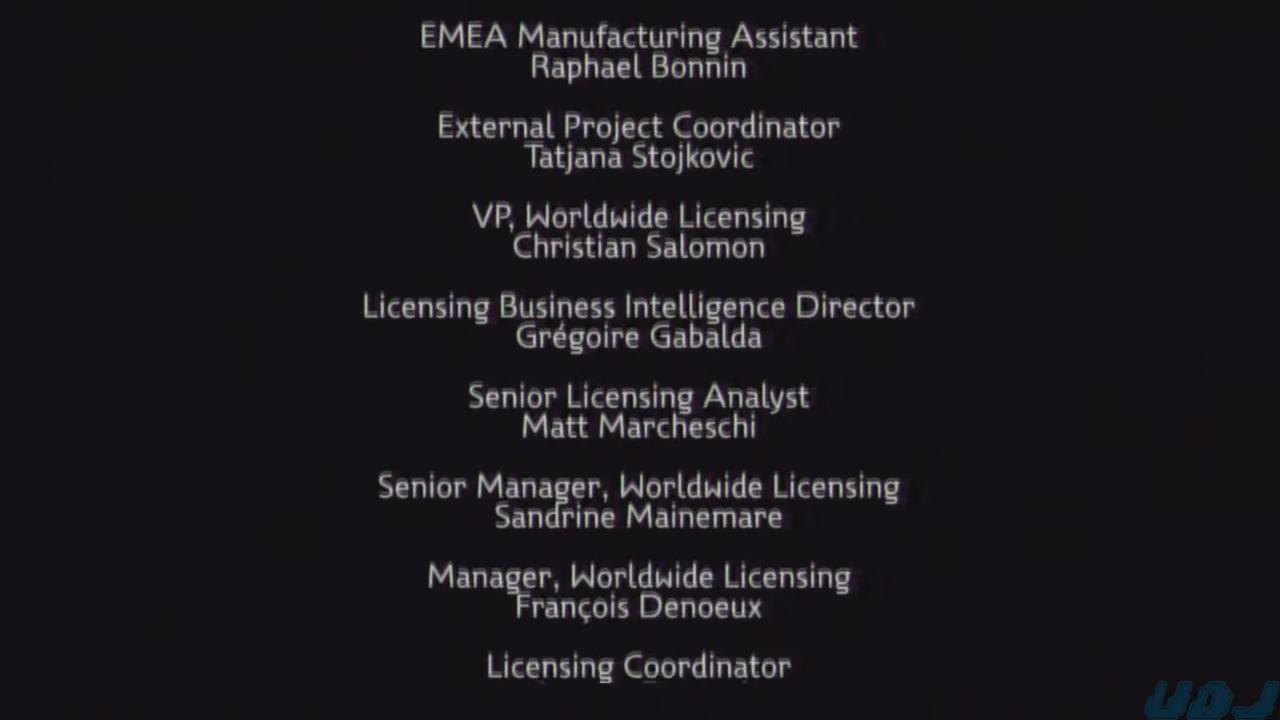 EMEA Manufacturing Assistant
Raphael Bonnin
External Project Coordinator
Tatjana Stojkovic
VP, Worldwide Licensing
Christian Salomon
Licensing Business Intelligence Director
Grégoire Gabalda
Senior Licensing Analyst
Matt Marcheschi
Senior Manager, Worldwide Licensing
Sandrine Mainemare
Manager, Worldwide Licensing
François Denoeux
Licensing Coordinator